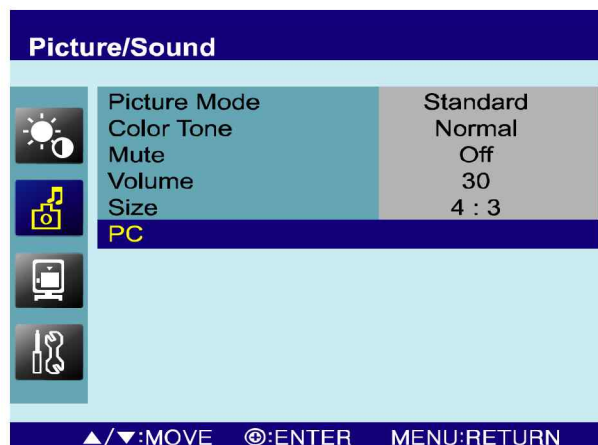 Picture/Sound
Picture Mode Standard
Color Tone Normal
Mute Off
Volume 30
Size 4 : 3
PC
▲/▼:MOVE ⊕:ENTER MENU:RETURN